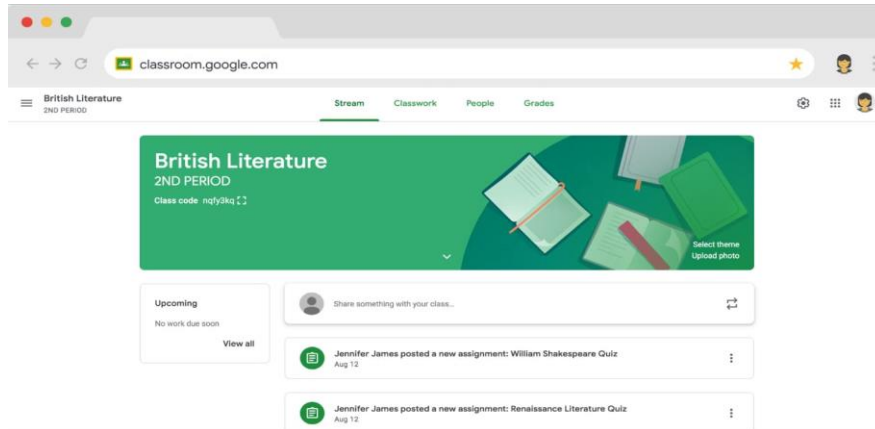 classroom.google.com
British Literature
2ND PERIOD
Stream Classwork People Grades
British Literature
2ND PERIOD
Class code nqfy3kq
Select theme
Upload photo
Upcoming
No work due soon
View all
Share something with your class...
Jennifer James posted a new assignment: William Shakespeare Quiz
Aug 12
Jennifer James posted a new assignment: Renaissance Literature Quiz
Aug 12